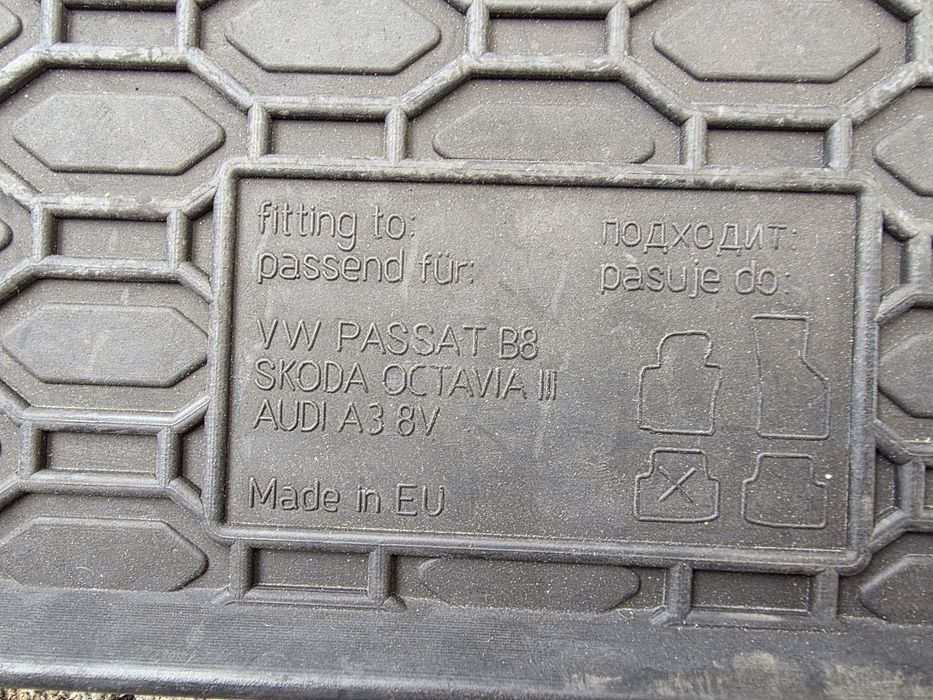 fitting to:
passend für:
подходит:
pasuje do:
VW PASSAT B8
SKODA OCTAVIA III
AUDI A3 8V
Made in EU